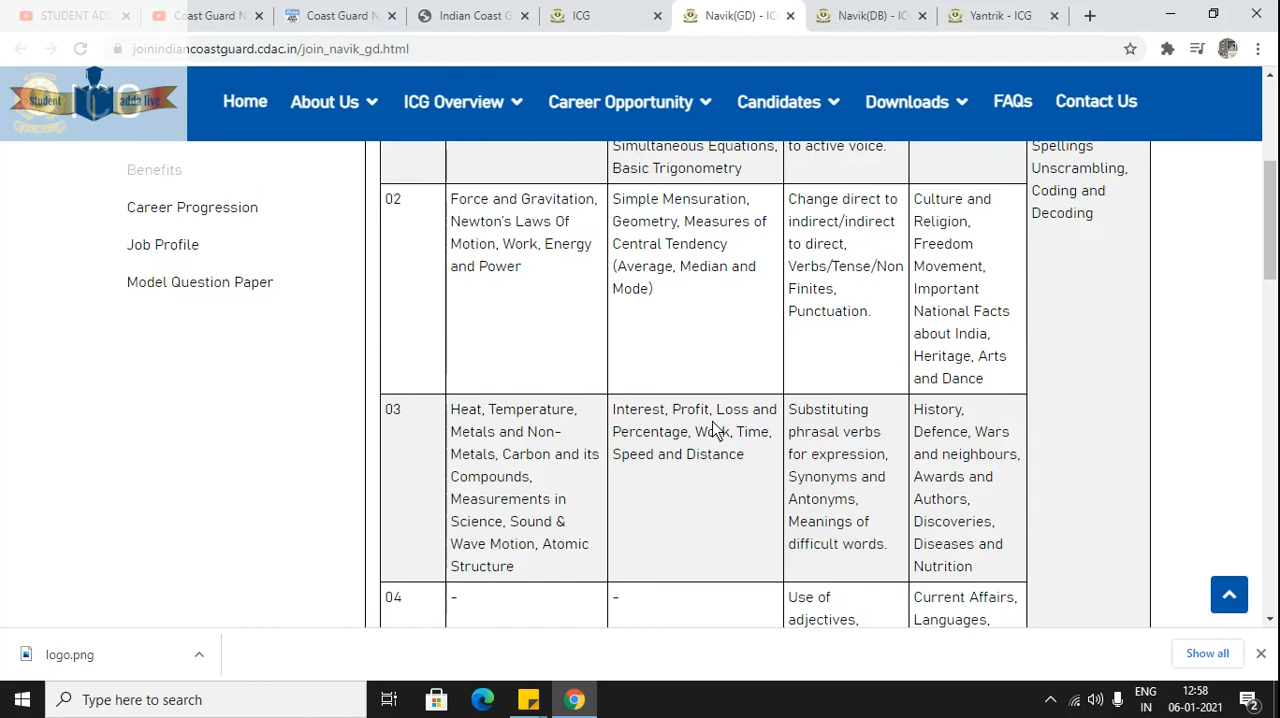 STUDENT AD
Coast Guard N
Coast Guard N
Indian Coast G
ICG
Navik(GD) - IC
Navik(DB) - IC
Yantrik - ICG
joinindiancoastguard.cdac.in/join_navik_gd.html
Student
adda live
Home
About Us
ICG Overview
Career Opportunity
Candidates
Downloads
FAQs
Contact Us
Benefits
Career Progression
Job Profile
Model Question Paper
Simultaneous Equations,
Basic Trigonometry
to active voice.
Spellings
Unscrambling,
Coding and
Decoding
02
Force and Gravitation,
Newton's Laws Of
Motion, Work, Energy
and Power
Simple Mensuration,
Geometry, Measures of
Central Tendency
(Average, Median and
Mode)
Change direct to
indirect/indirect
to direct,
Verbs/Tense/Non
Finites,
Punctuation.
Culture and
Religion,
Freedom
Movement,
Important
National Facts
about India,
Heritage, Arts
and Dance
03
Heat, Temperature,
Metals and Non-
Metals, Carbon and its
Compounds,
Measurements in
Science, Sound &
Wave Motion, Atomic
Structure
Interest, Profit, Loss and
Percentage, Work, Time,
Speed and Distance
Substituting
phrasal verbs
for expression,
Synonyms and
Antonyms,
Meanings of
difficult words.
History,
Defence, Wars
and neighbours,
Awards and
Authors,
Discoveries,
Diseases and
Nutrition
04
-
-
Use of
adjectives,
Current Affairs,
Languages,
logo.png
Show all
Type here to search
ENG
IN
12:58
06-01-2021
2